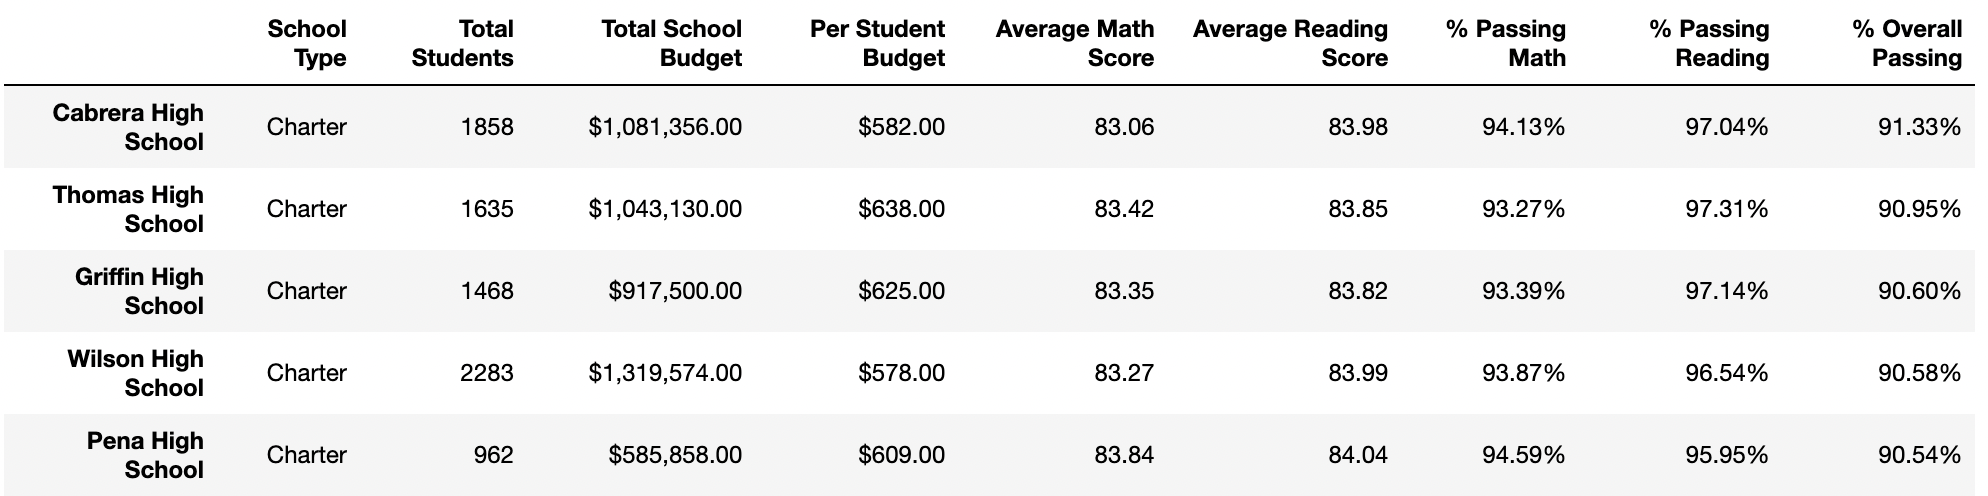 School Type Total Students Total School Budget Per Student Budget Average Math Score Average Reading Score % Passing Math % Passing Reading % Overall Passing
Cabrera High School Charter 1858 $1,081,356.00 $582.00 83.06 83.98 94.13% 97.04% 91.33%
Thomas High School Charter 1635 $1,043,130.00 $638.00 83.42 83.85 93.27% 97.31% 90.95%
Griffin High School Charter 1468 $917,500.00 $625.00 83.35 83.82 93.39% 97.14% 90.60%
Wilson High School Charter 2283 $1,319,574.00 $578.00 83.27 83.99 93.87% 96.54% 90.58%
Pena High School Charter 962 $585,858.00 $609.00 83.84 84.04 94.59% 95.95% 90.54%